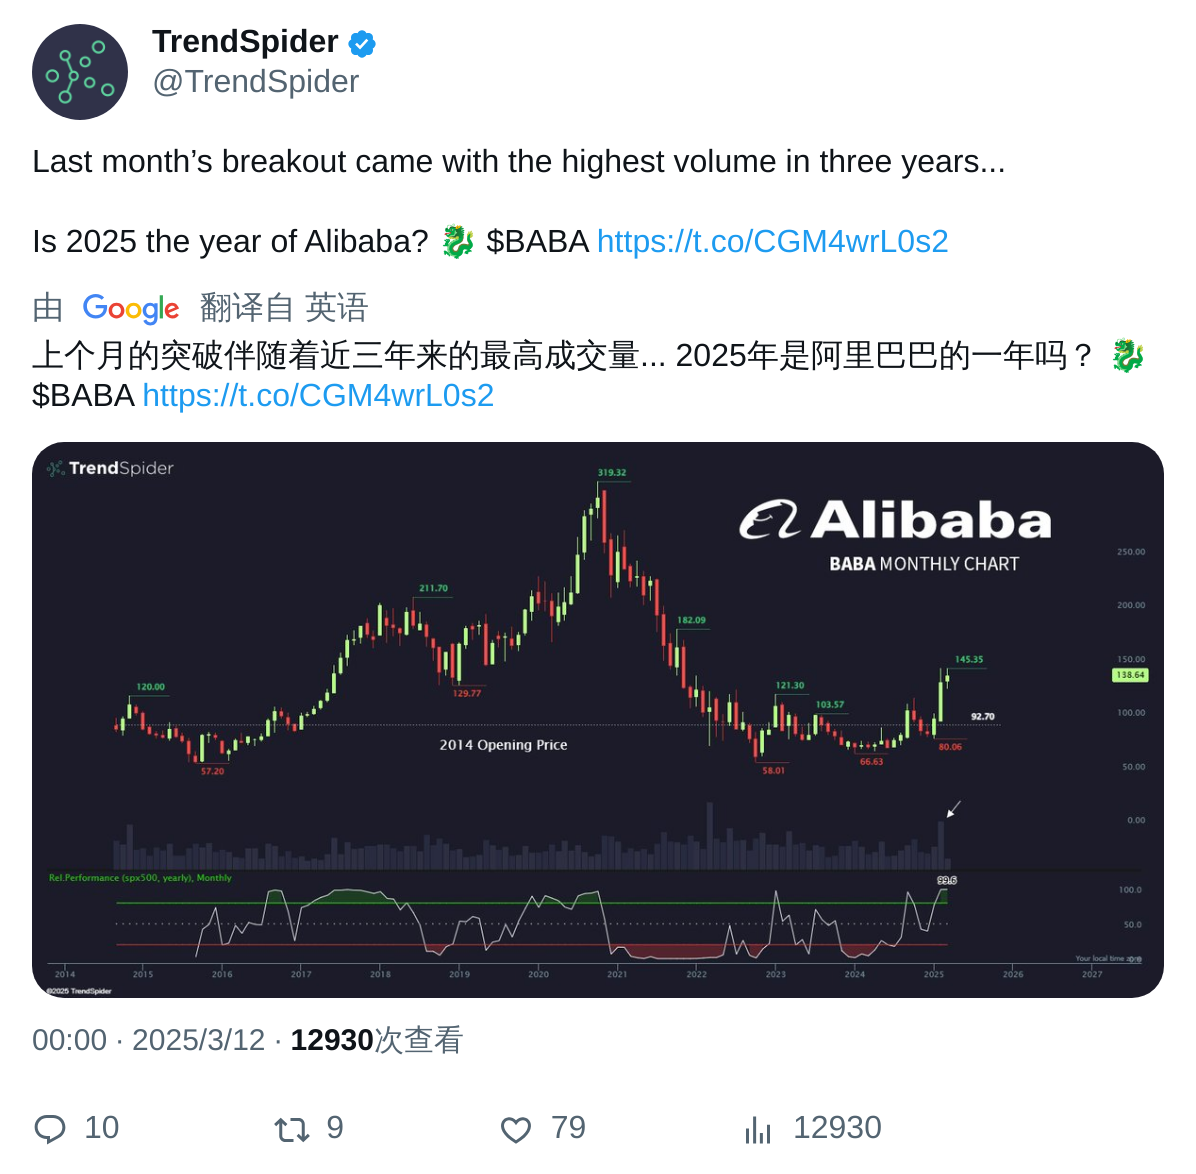 TrendSpider
@TrendSpider
Last month’s breakout came with the highest volume in three years...
Is 2025 the year of Alibaba? 🐉 $BABA https://t.co/CGM4wrL0s2
由 Google 翻译自 英语
上个月的突破伴随着近三年来的最高成交量... 2025年是阿里巴巴的一年吗？ 🐉
$BABA https://t.co/CGM4wrL0s2
TrendSpider
319.32
Alibaba
BABA MONTHLY CHART
250.00
211.70
200.00
182.09
150.00
145.35
138.64
129.77
121.30
120.00
103.57
100.00
92.70
2014 Opening Price
80.06
66.63
57.20
58.01
50.00
0.00
Rel.Performance (spx500, yearly), Monthly
99.6
100.0
50.0
Your local time zone
2014 2015 2016 2017 2018 2019 2020 2021 2022 2023 2024 2025 2026 2027
©2025 TrendSpider
00:00 · 2025/3/12 · 12930次查看
10 9 79 12930